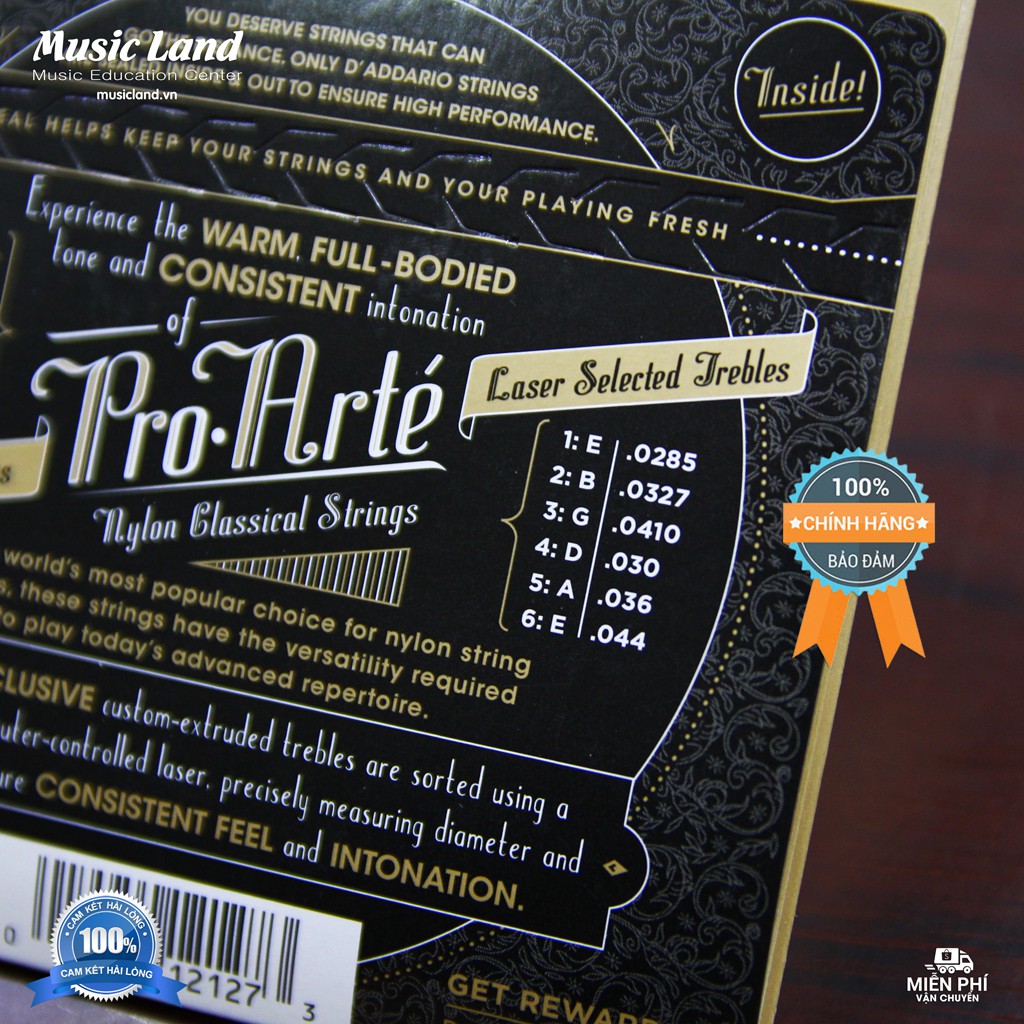 Music Land
Music Education Center
musicland.vn
YOU DESERVE STRINGS THAT CAN
ONLY D'ADDARIO STRINGS
OUT TO ENSURE HIGH PERFORMANCE.
Inside!
HELPS KEEP YOUR STRINGS AND YOUR PLAYING FRESH
Experience the WARM, FULL-BODIED
tone and CONSISTENT intonation
of
Pro·Arté
Nylon Classical Strings
Laser Selected Trebles
1: E .0285
2: B .0327
3: G .0410
4: D .030
5: A .036
6: E .044
world's most popular choice for nylon string
these strings have the versatility required
to play today's advanced repertoire.
custom-extruded trebles are sorted using a
laser, precisely measuring diameter and
CONSISTENT FEEL and INTONATION.
100%
CHÍNH HÃNG
BẢO ĐẢM
CAM KẾT HÀI LÒNG
100%
CAM KẾT HÀI LÒNG
0 12127 3
GET
MIỄN PHÍ
VẬN CHUYỂN